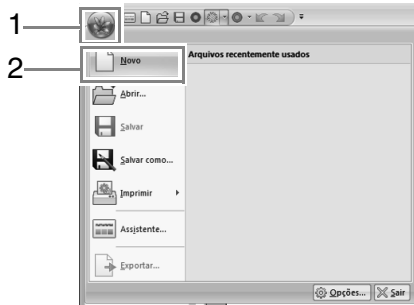 1
2
Novo
Arquivos recentemente usados
Abrir...
Salvar
Salvar como...
Imprimir
Assistente...
Exportar...
Opções...
Sair